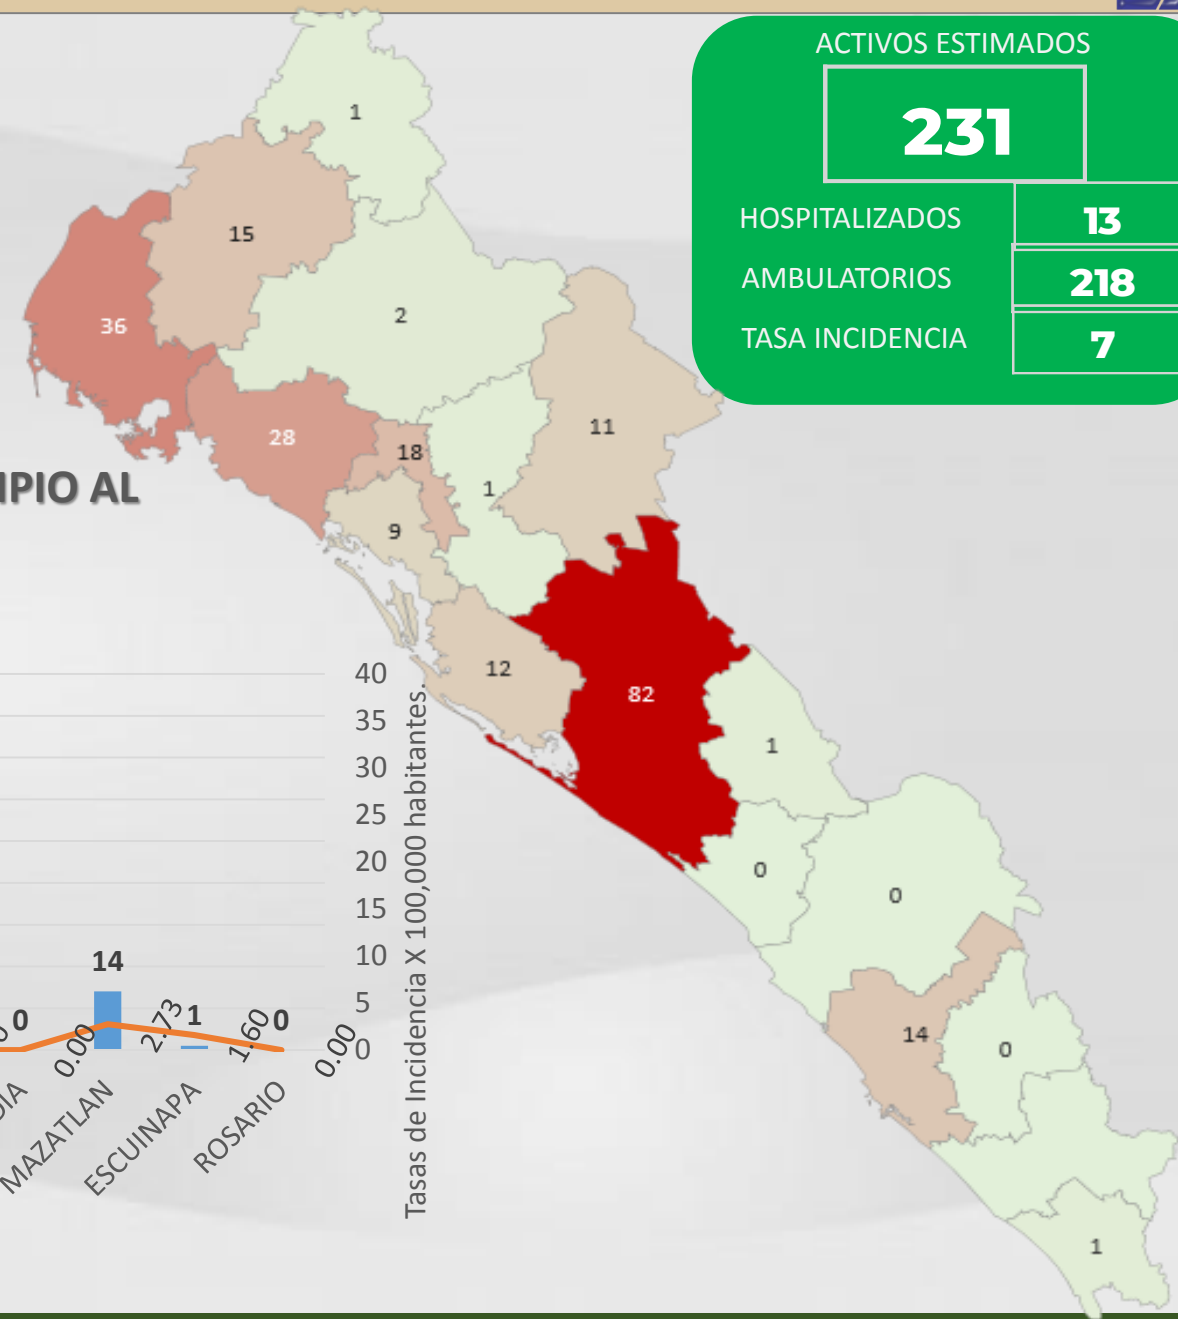 ACTIVOS ESTIMADOS
231
HOSPITALIZADOS 13
AMBULATORIOS 218
TASA INCIDENCIA 7
1
15
2
36
11
28
18
1
9
12
82
1
0
0
14
0
1
IPIO AL
40
35
30
25
20
15
10
5
0
Tasas de Incidencia X 100,000 habitantes.
0 14 1 0
0.00 2.73 1.60 0.00
MAZATLAN
ESCUINAPA
ROSARIO